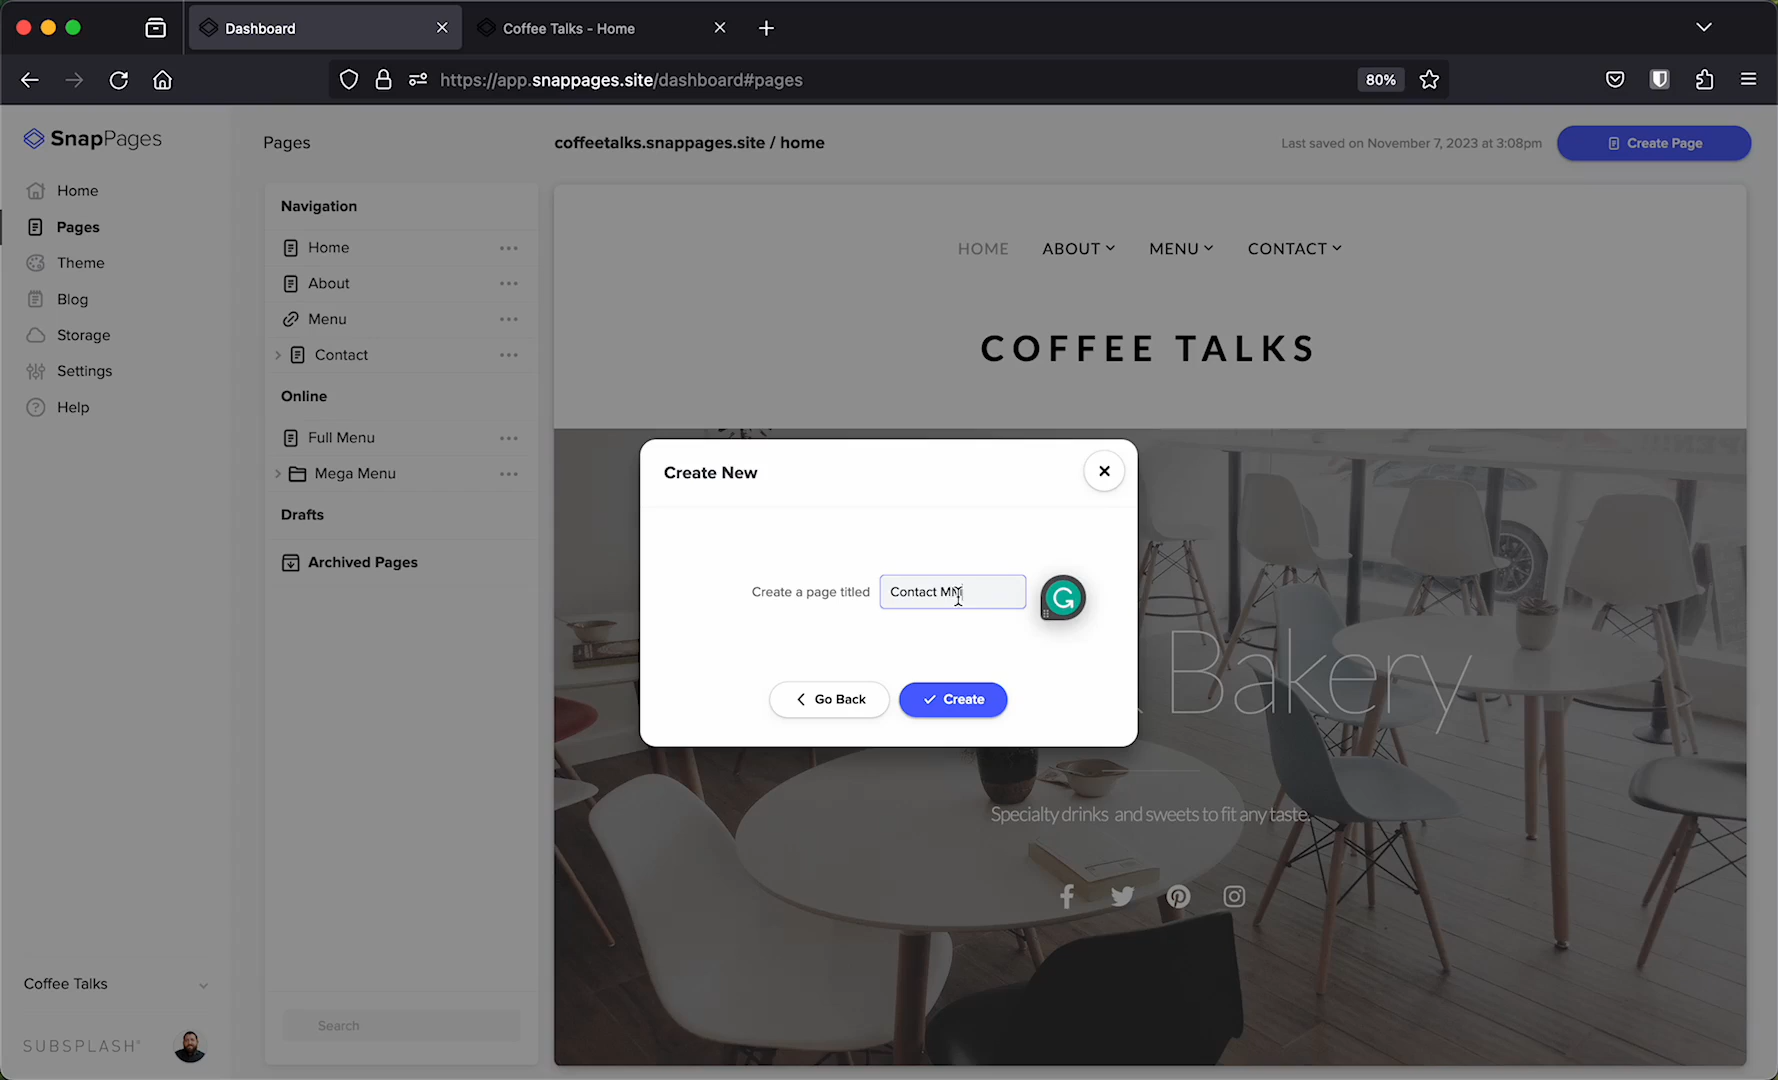 Dashboard
Coffee Talks - Home
https://app.snappages.site/dashboard#pages
80%
SnapPages
Home
Pages
Theme
Blog
Storage
Settings
Help
Coffee Talks
SUBSPLASH
Pages
Navigation
Home
About
Menu
Contact
Online
Full Menu
Mega Menu
Drafts
Archived Pages
Search
coffeetalks.snappages.site / home
Last saved on November 7, 2023 at 3:08pm
Create Page
HOME
ABOUT
MENU
CONTACT
COFFEE TALKS
Bakery
Specialty drinks and sweets to fit any taste.
Create New
Create a page titled
Contact
Go Back
Create